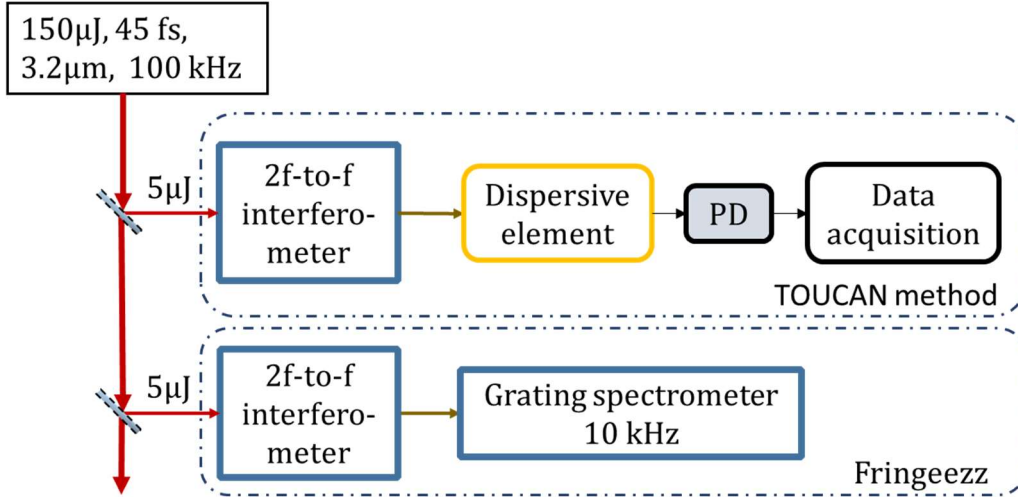 150μJ, 45 fs,
3.2μm, 100 kHz
5μJ
2f-to-f
interfero-
meter
Dispersive
element
PD
Data
acquisition
TOUCAN method
5μJ
2f-to-f
interfero-
meter
Grating spectrometer
10 kHz
Fringeezz